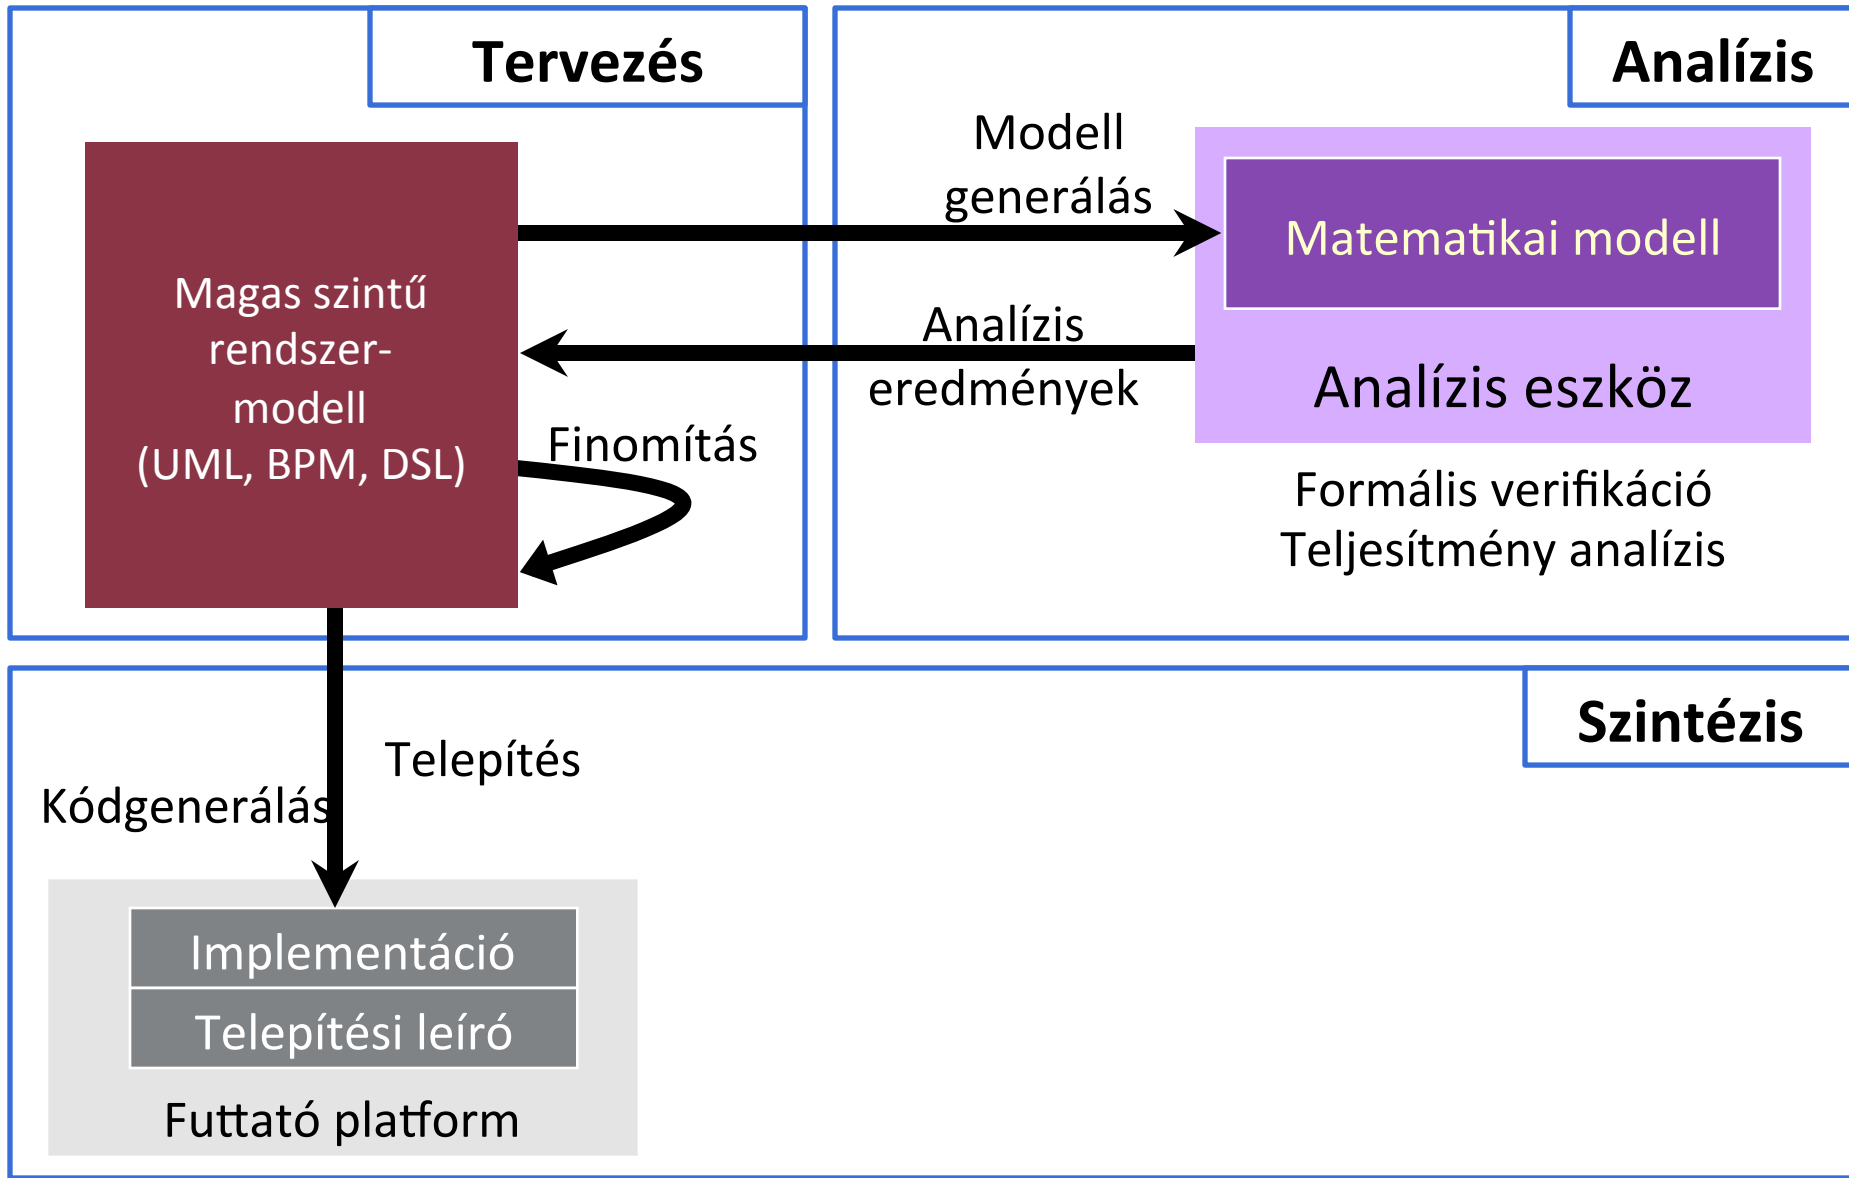 Tervezés
Magas szintű
rendszer-
modell
(UML, BPM, DSL)
Finomítás
Analízis
Modell
generálás
Matematikai modell
Analízis
eredmények
Analízis eszköz
Formális verifikáció
Teljesítmény analízis
Szintézis
Telepítés
Kódgenerálás
Implementáció
Telepítési leíró
Futtató platform